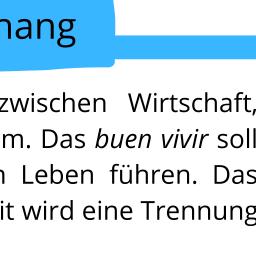 hang
zwischen Wirtschaft,
m. Das buen vivir soll
n Leben führen. Das
it wird eine Trennung